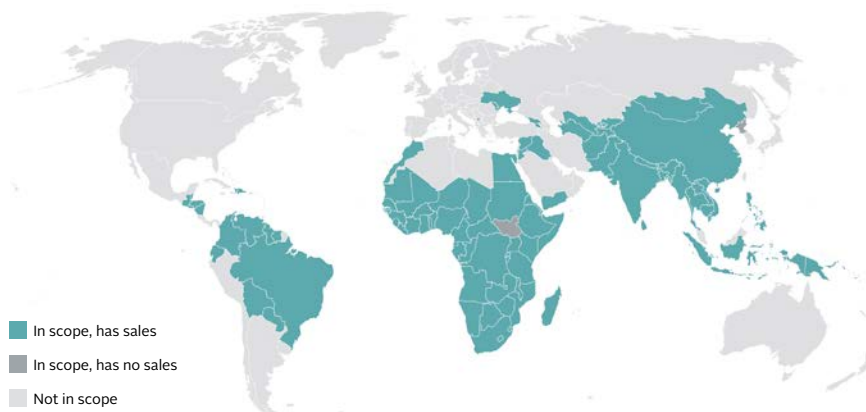 In scope, has sales
In scope, has no sales
Not in scope